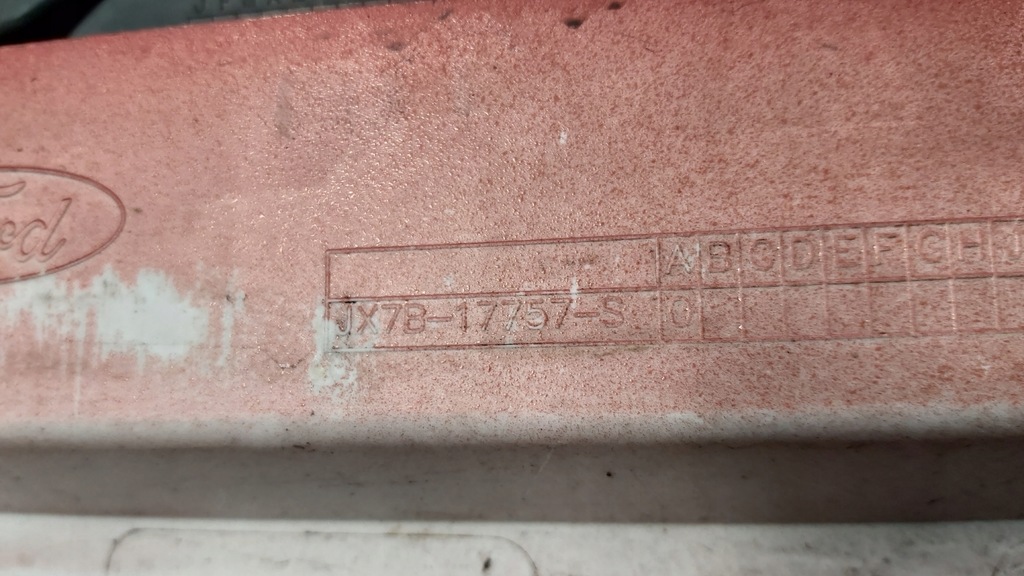 Ford
A B C D E F G H J
JX7B-17757-S 0